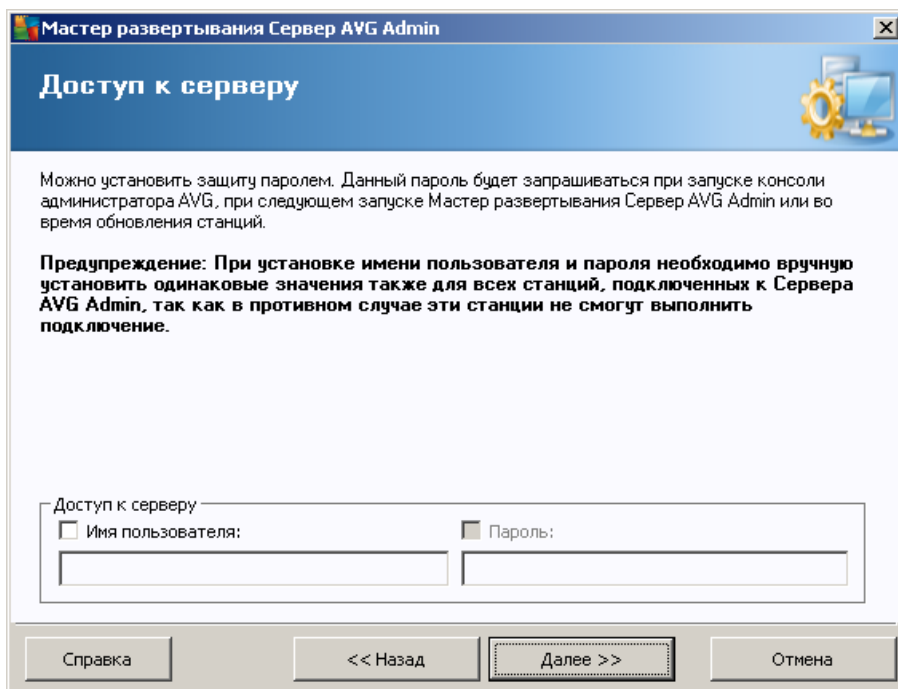 Мастер развертывания Сервер AVG Admin
Доступ к серверу
Можно установить защиту паролем. Данный пароль будет запрашиваться при запуске консоли
администратора AVG, при следующем запуске Мастер развертывания Сервер AVG Admin или во
время обновления станций.
Предупреждение: При установке имени пользователя и пароля необходимо вручную
установить одинаковые значения также для всех станций, подключенных к Сервера
AVG Admin, так как в противном случае эти станции не смогут выполнить
подключение.
Доступ к серверу
Имя пользователя: Пароль:
Справка << Назад Далее >> Отмена